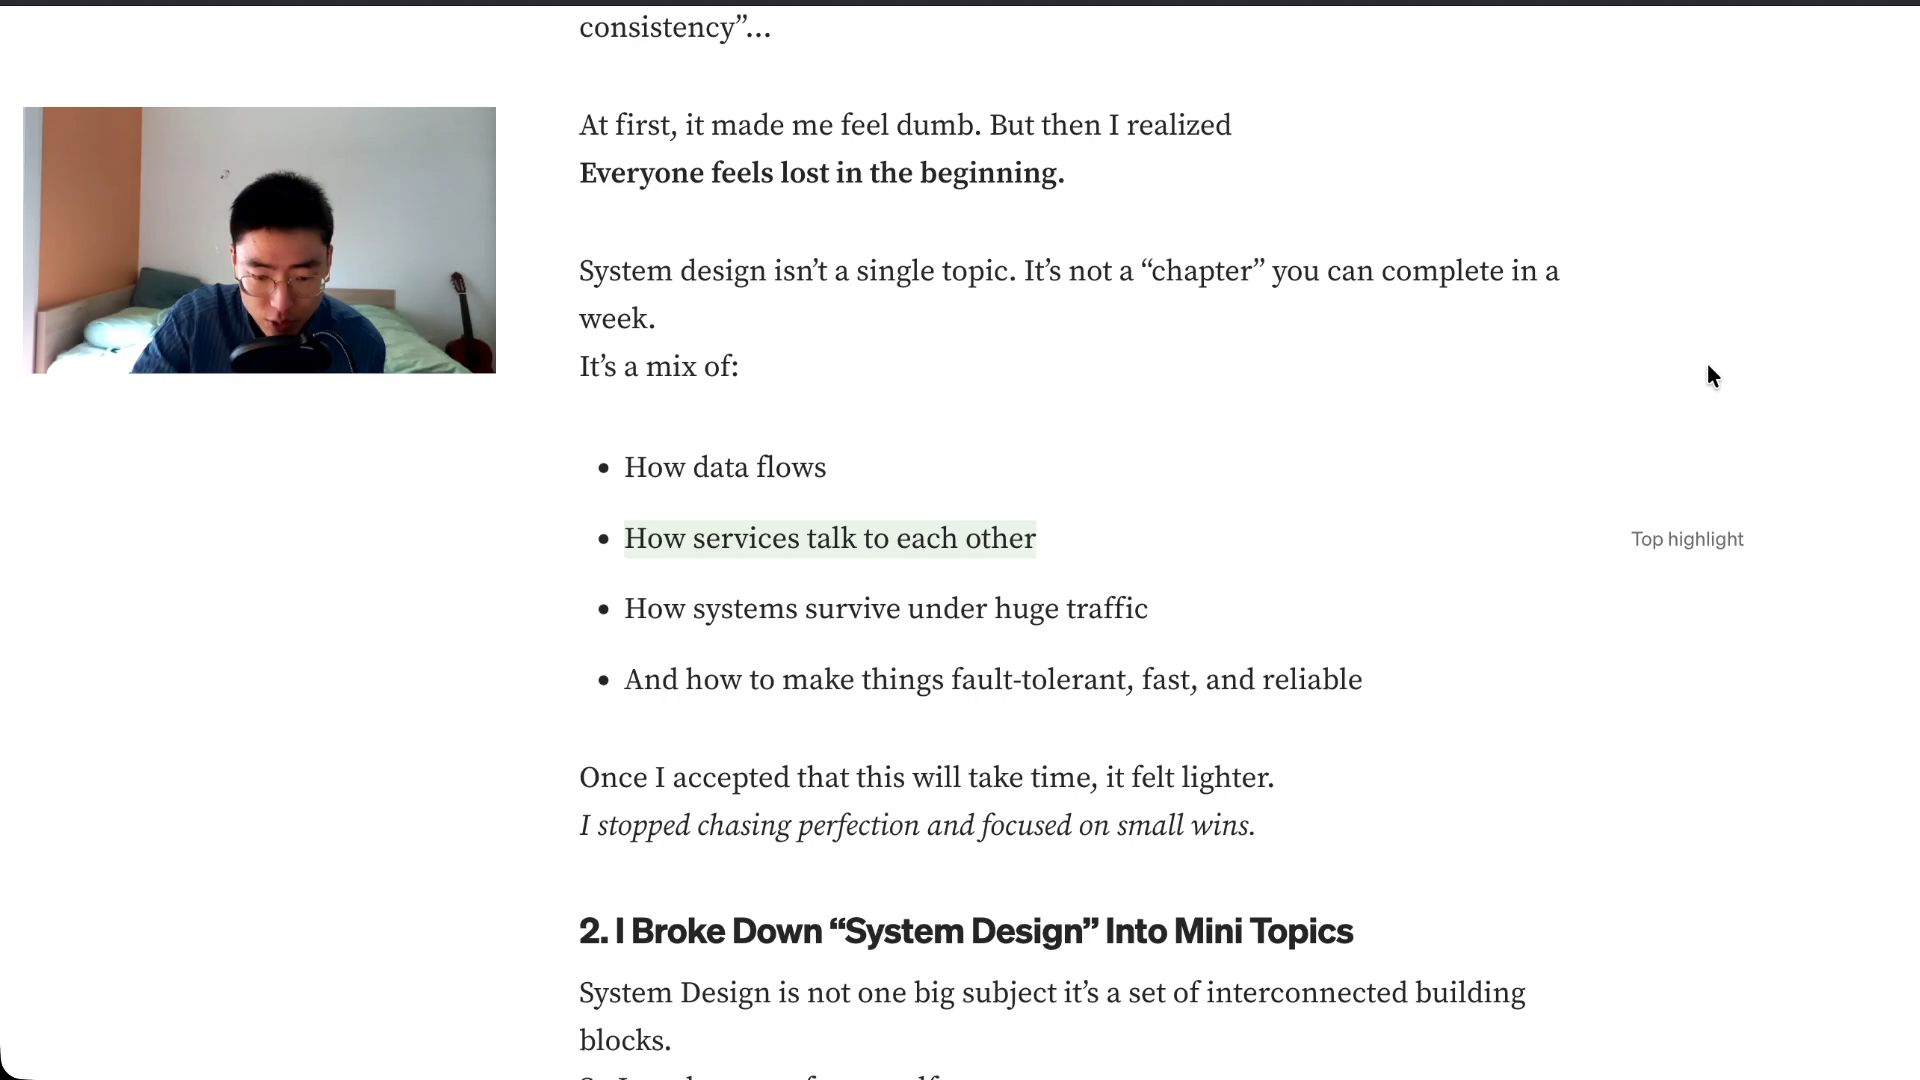 consistency”...
At first, it made me feel dumb. But then I realized
Everyone feels lost in the beginning.
System design isn’t a single topic. It’s not a “chapter” you can complete in a
week.
It’s a mix of:
• How data flows
• How services talk to each other
Top highlight
• How systems survive under huge traffic
• And how to make things fault-tolerant, fast, and reliable
Once I accepted that this will take time, it felt lighter.
I stopped chasing perfection and focused on small wins.
2. I Broke Down “System Design” Into Mini Topics
System Design is not one big subject it’s a set of interconnected building
blocks.